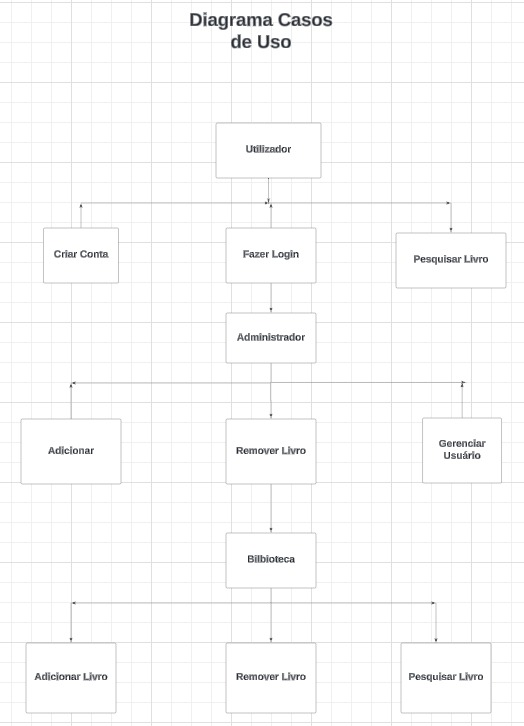 Diagrama Casos
de Uso
Utilizador
Criar Conta
Fazer Login
Pesquisar Livro
Administrador
Adicionar
Remover Livro
Gerenciar
Usuário
Bilbioteca
Adicionar Livro
Remover Livro
Pesquisar Livro